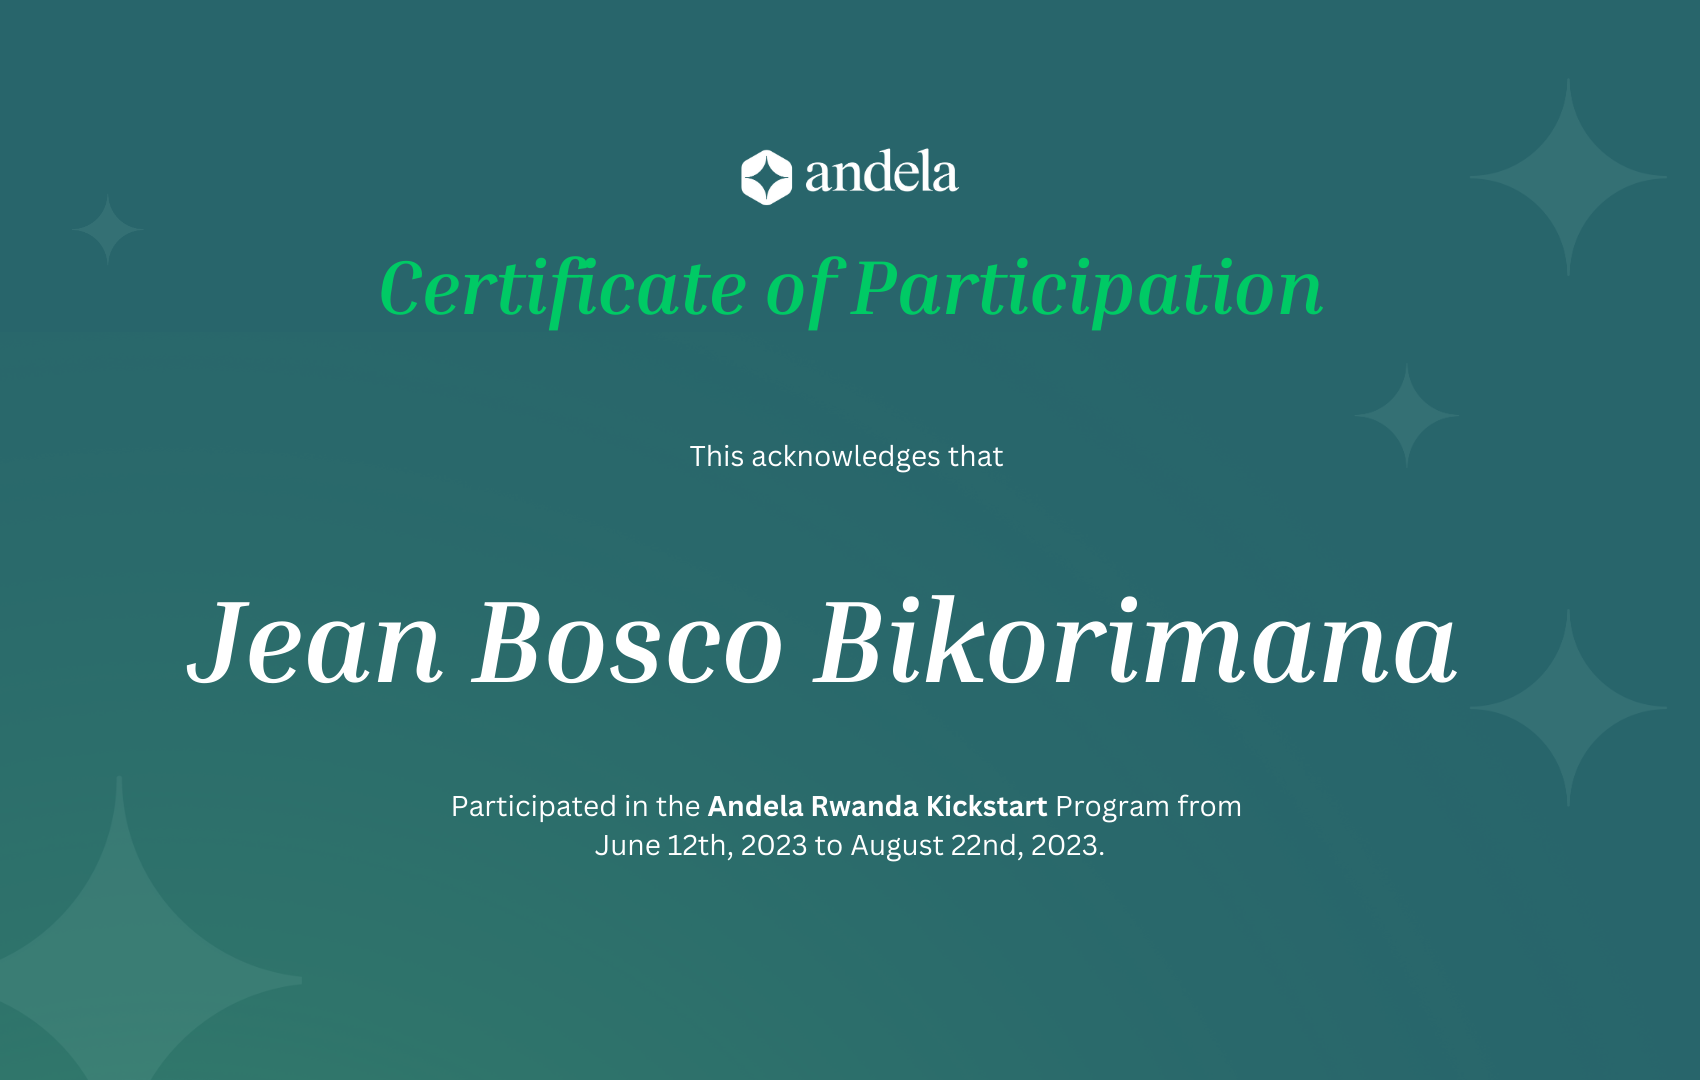 andela
Certificate of Participation
This acknowledges that
Jean Bosco Bikorimana
Participated in the Andela Rwanda Kickstart Program from
June 12th, 2023 to August 22nd, 2023.